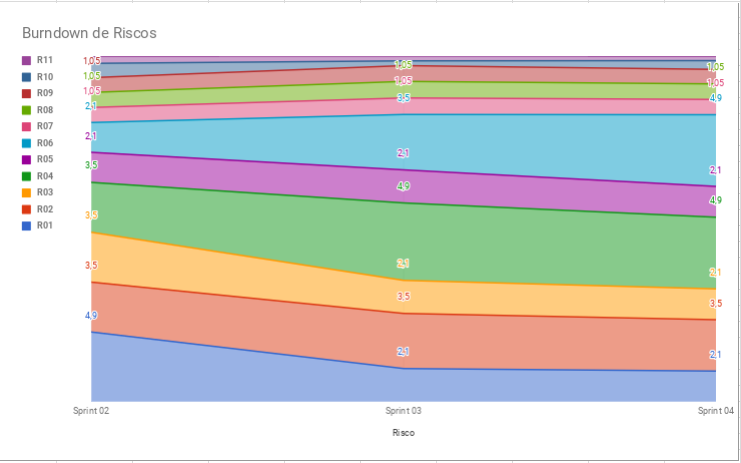 Burndown de Riscos
R11
R10
R09
R08
R07
R06
R05
R04
R03
R02
R01
1,05
1,05
1,05
2,1
2,1
3,5
3,5
3,5
4,9
1,05
1,05
3,5
2,1
4,9
2,1
3,5
2,1
1,05
1,05
4,9
2,1
4,9
2,1
3,5
2,1
Sprint 02
Sprint 03
Sprint 04
Risco